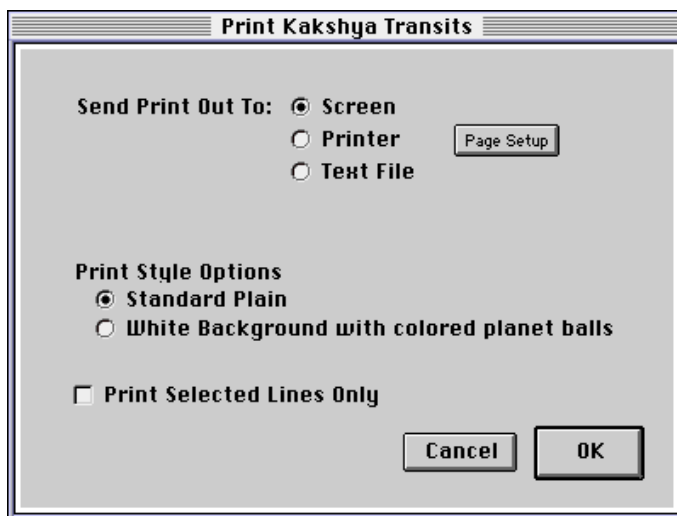 Print Kakshya Transits
Send Print Out To: Screen
Printer Page Setup
Text File
Print Style Options
Standard Plain
White Background with colored planet balls
Print Selected Lines Only
Cancel OK